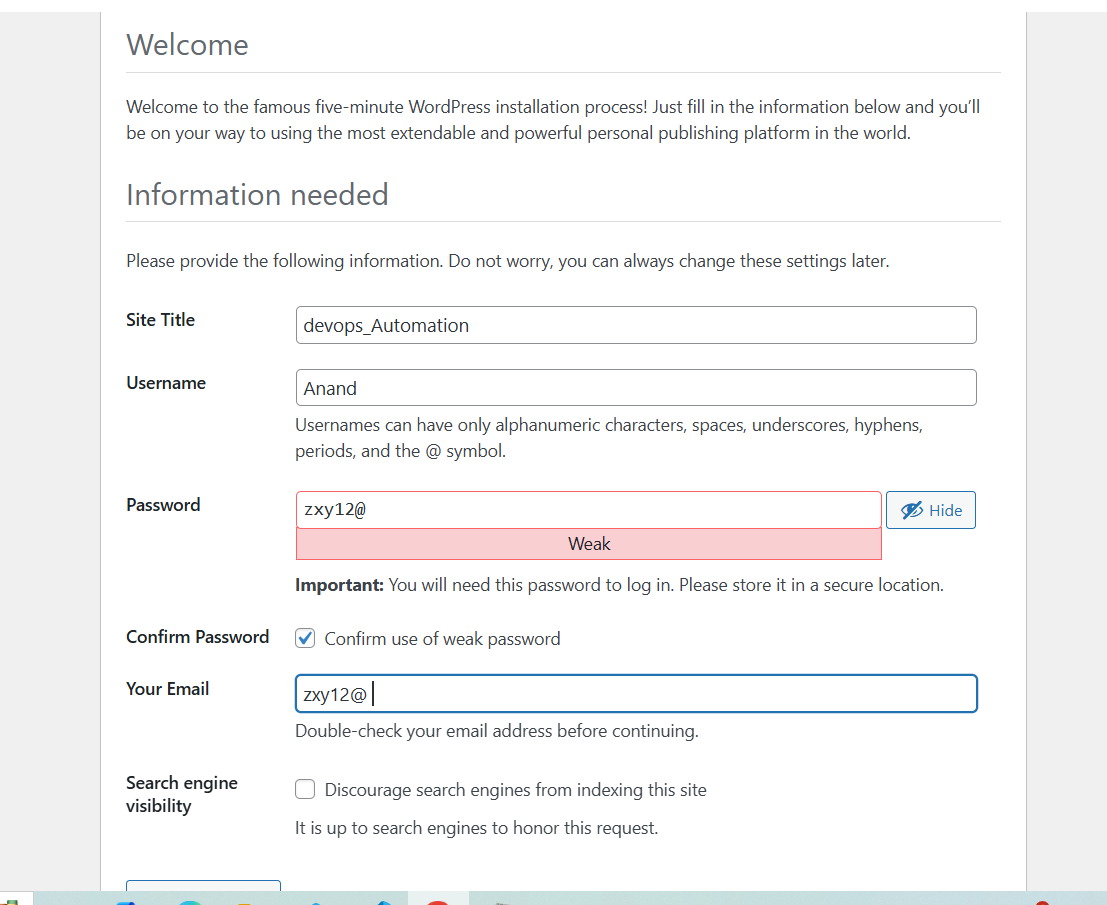 Welcome
Welcome to the famous five-minute WordPress installation process! Just fill in the information below and you’ll
be on your way to using the most extendable and powerful personal publishing platform in the world.
Information needed
Please provide the following information. Do not worry, you can always change these settings later.
Site Title
devops_Automation
Username
Anand
Usernames can have only alphanumeric characters, spaces, underscores, hyphens,
periods, and the @ symbol.
Password
zxy12@
Hide
Weak
Important: You will need this password to log in. Please store it in a secure location.
Confirm Password
Confirm use of weak password
Your Email
zxy12@
Double-check your email address before continuing.
Search engine
visibility
Discourage search engines from indexing this site
It is up to search engines to honor this request.